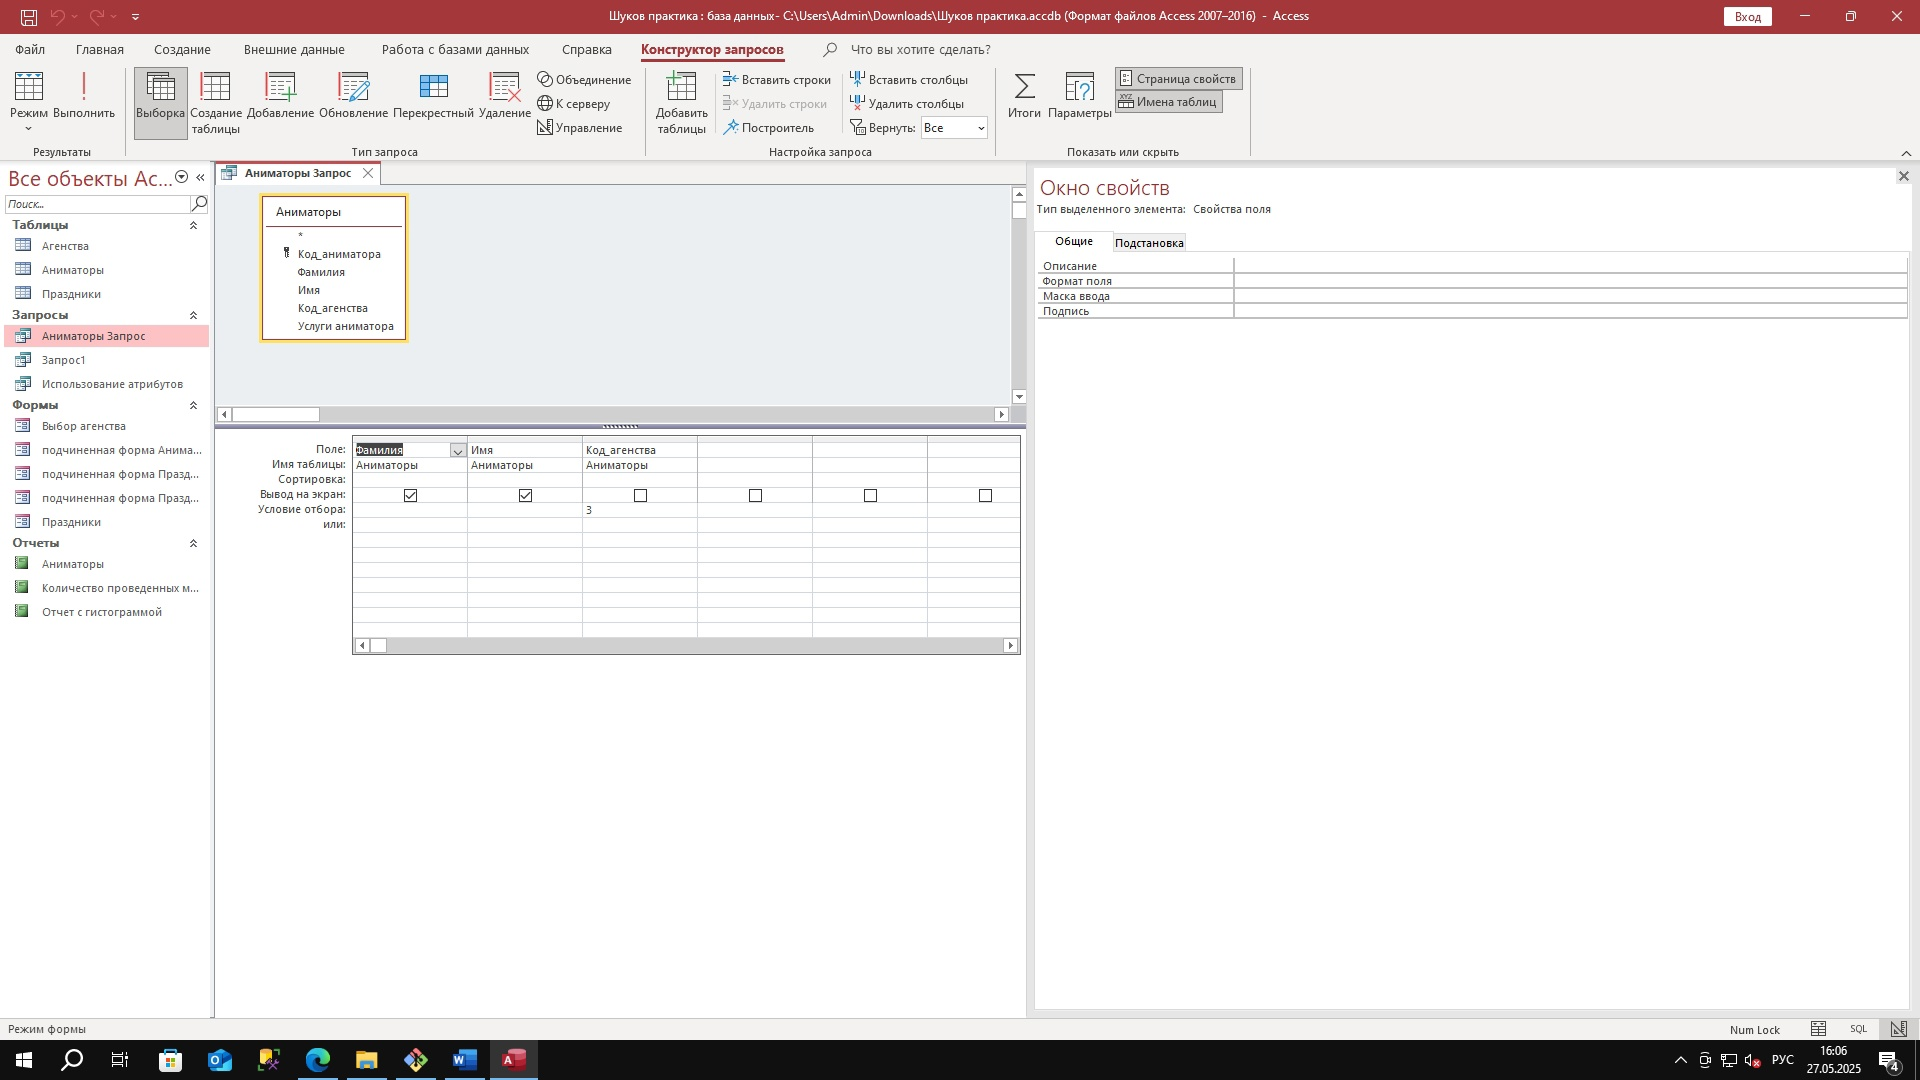 Шуков практика : база данных- C:\Users\Admin\Downloads\Шуков практика.accdb (Формат файлов Access 2007–2016) - Access
Вход
Файл
Главная
Создание
Внешние данные
Работа с базами данных
Справка
Конструктор запросов
Что вы хотите сделать?
Режим
Выполнить
Результаты
Выборка
Создание таблицы
Добавление
Обновление
Перекрестный
Удаление
Объединение
К серверу
Управление
Тип запроса
Добавить таблицы
Вставить строки
Удалить строки
Построитель
Вставить столбцы
Удалить столбцы
Вернуть: Все
Настройка запроса
Итоги
Параметры
Страница свойств
Имена таблиц
Показать или скрыть
Все объекты Ac...
Поиск...
Таблицы
Агенства
Аниматоры
Праздники
Запросы
Аниматоры Запрос
Запрос1
Использование атрибутов
Формы
Выбор агенства
подчиненная форма Анима...
подчиненная форма Празд...
подчиненная форма Празд...
Праздники
Отчеты
Аниматоры
Количество проведенных м...
Отчет с гистограммой
Аниматоры Запрос
Аниматоры
*
Код_аниматора
Фамилия
Имя
Код_агенства
Услуги аниматора
Поле: Фамилия Имя Код_агенства
Имя таблицы: Аниматоры Аниматоры Аниматоры
Сортировка:
Вывод на экран:
Условие отбора: 3
или:
Окно свойств
Тип выделенного элемента: Свойства поля
Общие
Подстановка
Описание
Формат поля
Маска ввода
Подпись
Режим формы
Num Lock
SQL
РУС
16:06
27.05.2025
4